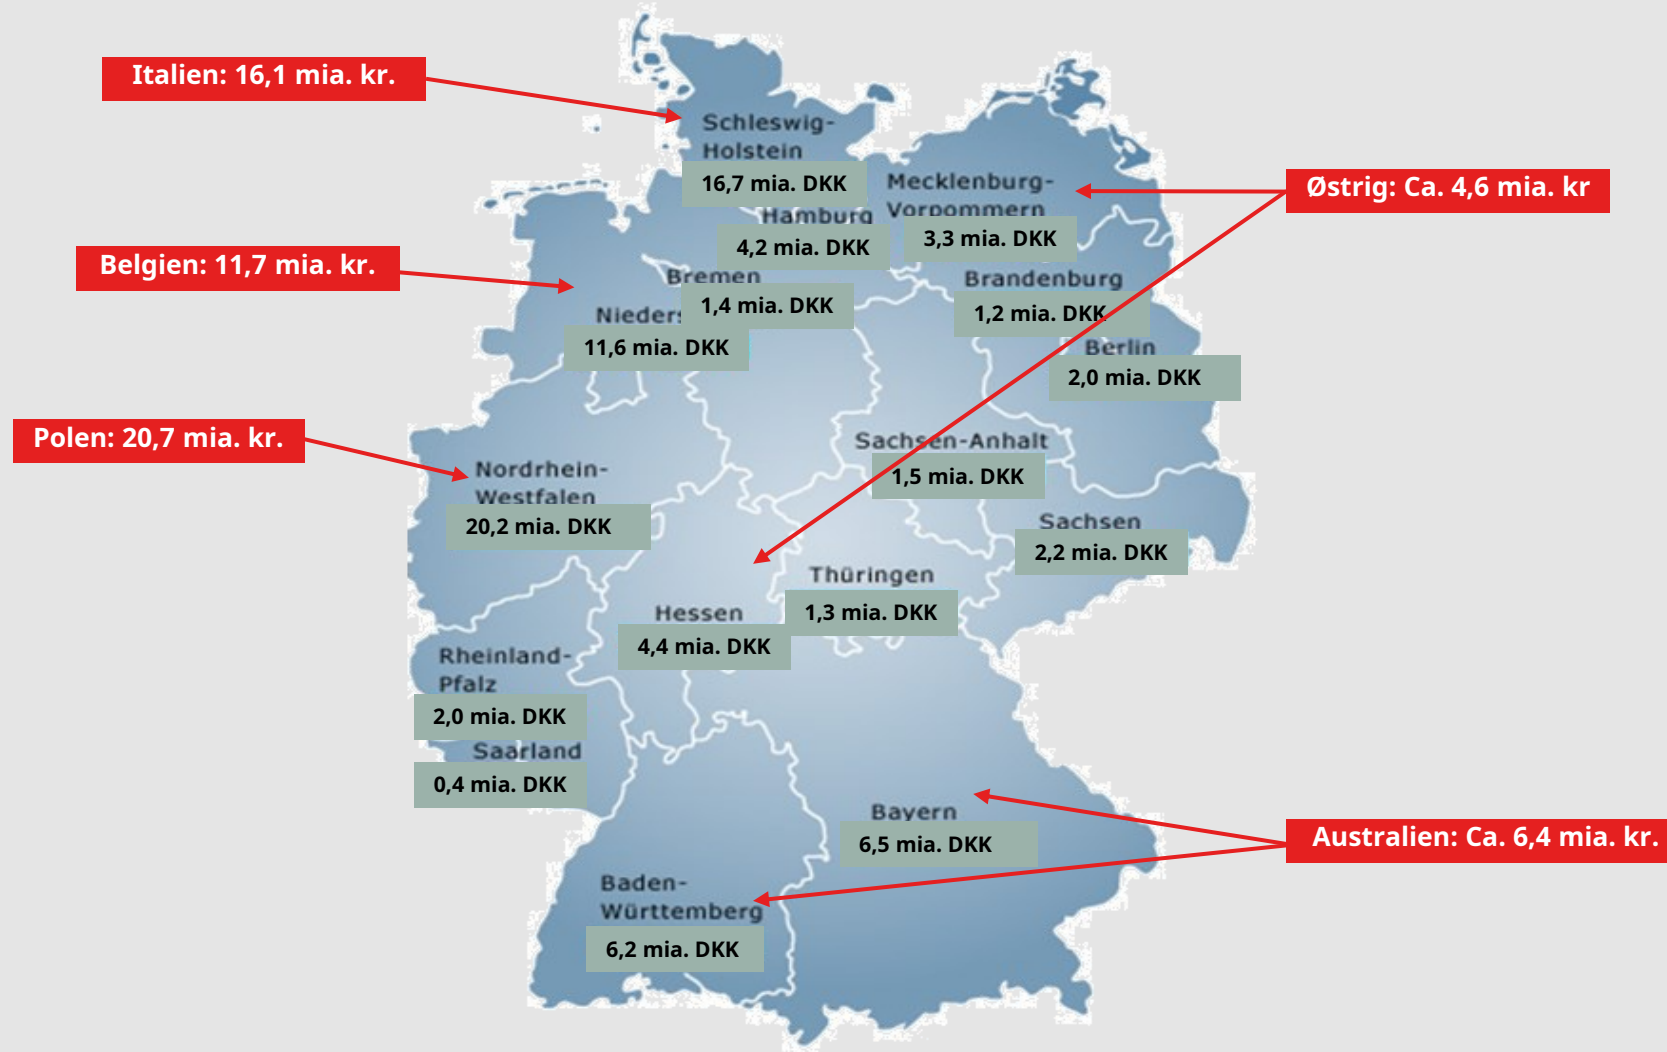 Italien: 16,1 mia. kr.
Schleswig-
Holstein
16,7 mia. DKK
Mecklenburg-
Vorpommern
3,3 mia. DKK
Østrig: Ca. 4,6 mia. kr
Hamburg
4,2 mia. DKK
Belgien: 11,7 mia. kr.
Bremen
1,4 mia. DKK
Brandenburg
1,2 mia. DKK
Nieders
11,6 mia. DKK
Berlin
2,0 mia. DKK
Polen: 20,7 mia. kr.
Nordrhein-
Westfalen
20,2 mia. DKK
Sachsen-Anhalt
1,5 mia. DKK
Sachsen
2,2 mia. DKK
Thüringen
1,3 mia. DKK
Hessen
4,4 mia. DKK
Rheinland-
Pfalz
2,0 mia. DKK
Saarland
0,4 mia. DKK
Bayern
6,5 mia. DKK
Australien: Ca. 6,4 mia. kr.
Baden-
Württemberg
6,2 mia. DKK